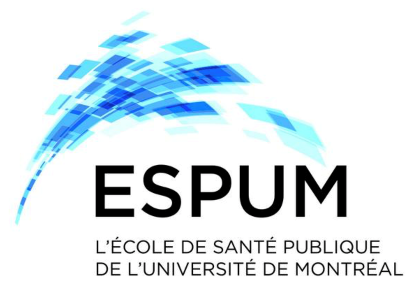 ESPUM
L'ÉCOLE DE SANTÉ PUBLIQUE
DE L'UNIVERSITÉ DE MONTRÉAL